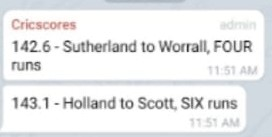 Cricscores admin
142.6 - Sutherland to Worrall, FOUR
runs
11:51 AM
143.1 - Holland to Scott, SIX runs
11:51 AM